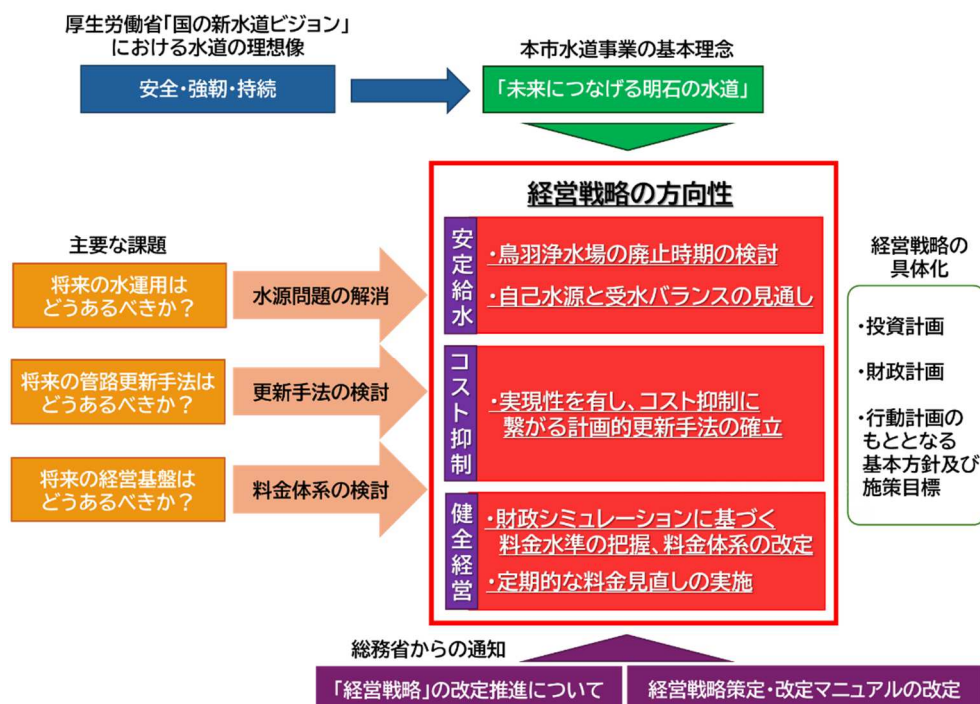 厚生労働省「国の新水道ビジョン」
における水道の理想像
安全・強靭・持続
本市水道事業の基本理念
「未来につなげる明石の水道」
主要な課題
将来の水運用は
どうあるべきか？
水源問題の解消
将来の管路更新手法は
どうあるべきか？
更新手法の検討
将来の経営基盤は
どうあるべきか？
料金体系の検討
経営戦略の方向性
安定給水
・鳥羽浄水場の廃止時期の検討
・自己水源と受水バランスの見通し
コスト抑制
・実現性を有し、コスト抑制に
繋がる計画的更新手法の確立
健全経営
・財政シミュレーションに基づく
料金水準の把握、料金体系の改定
・定期的な料金見直しの実施
経営戦略の
具体化
・投資計画
・財政計画
・行動計画の
もととなる
基本方針及び
施策目標
総務省からの通知
「経営戦略」の改定推進について
経営戦略策定・改定マニュアルの改定